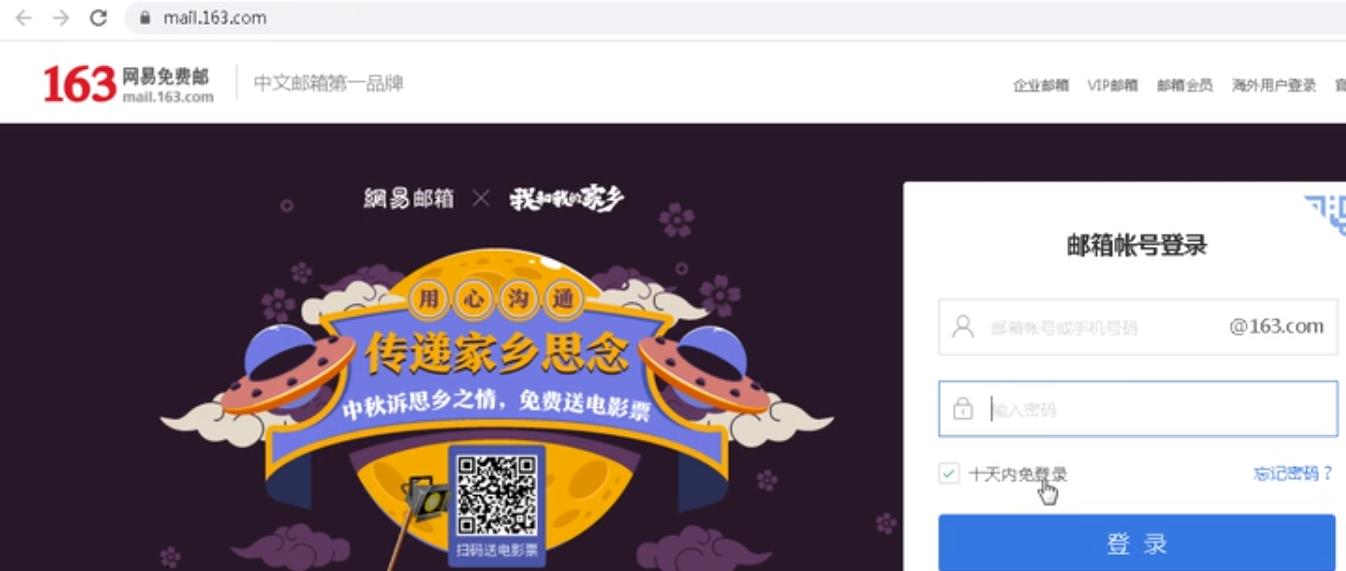 mail.163.com
163 网易免费邮 中文邮箱第一品牌
mail.163.com
企业邮箱 VIP邮箱 邮箱会员 海外用户登录
網易邮箱 × 我和我的家乡
邮箱帐号登录
用心沟通
邮箱帐号或手机号码 @163.com
传递家乡思念
中秋诉思乡之情，免费送电影票
输入密码
十天内免登录 忘记密码？
扫码送电影票
登录